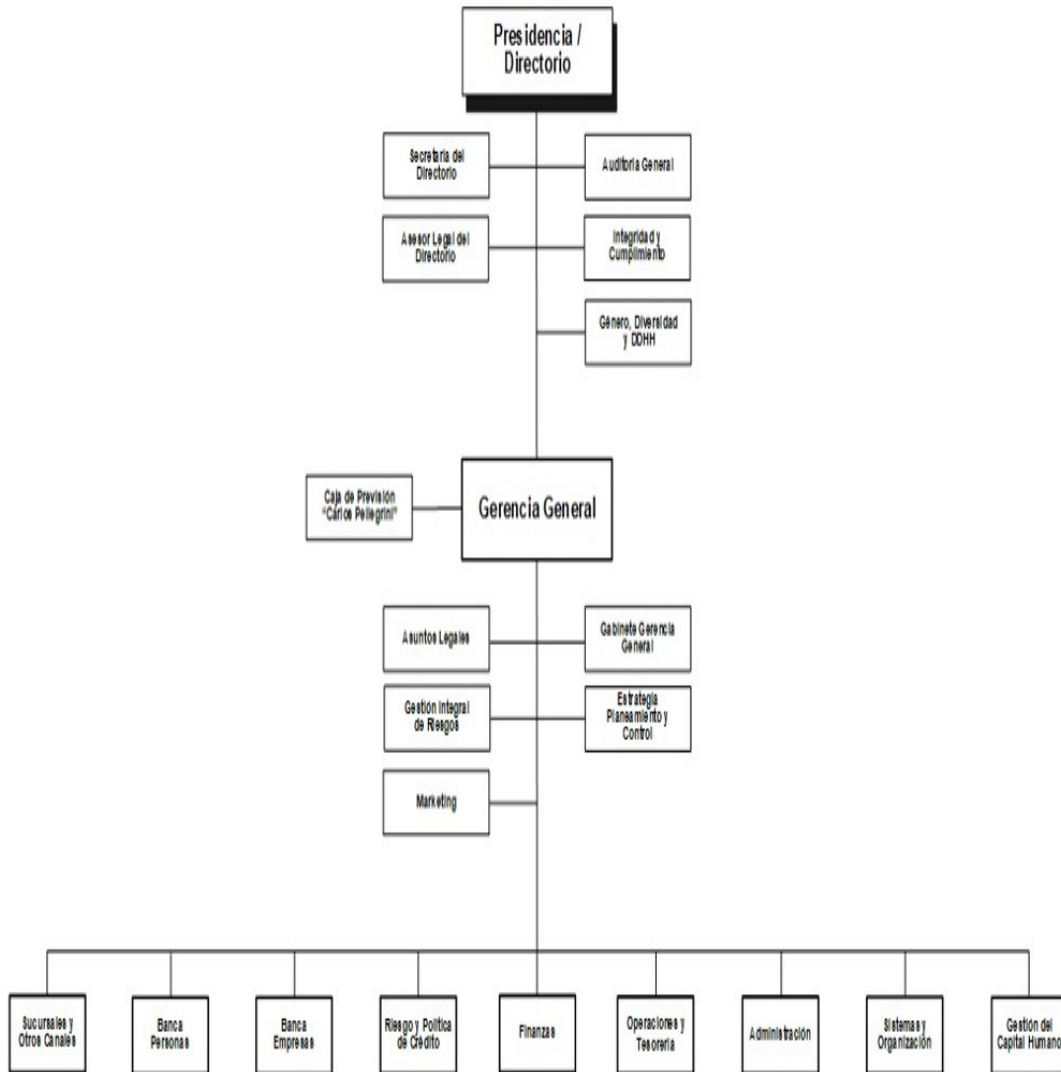 Presidencia /
Directorio
Secretaria del
Directorio
Auditoria General
Asesor Legal del
Directorio
Integridad y
Cumplimiento
Género, Diversidad
y DDHH
Caja de Previsión
"Carlos Pellegrini"
Gerencia General
Asuntos Legales
Gabinete Gerencia
General
Gestión Integral
de Riesgos
Estrategia
Planeamiento y
Control
Marketing
Sucursales y
Otros Canales
Banca
Personas
Banca
Empresas
Riesgo y Política
de Crédito
Finanzas
Operaciones y
Tesorería
Administración
Sistemas y
Organización
Gestión del
Capital Humano